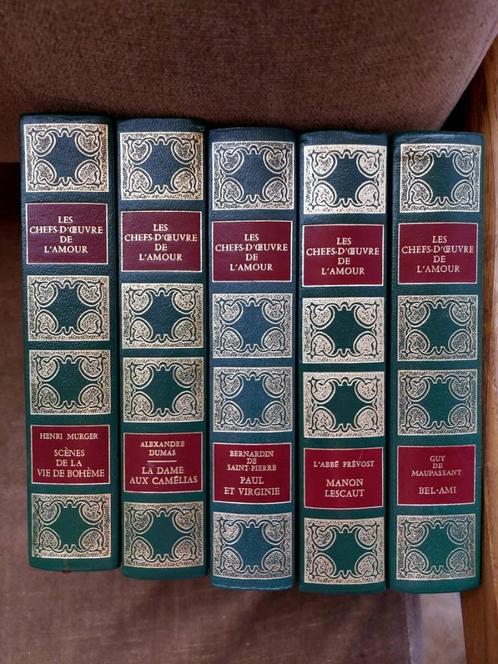 LES
CHEFS-D'ŒUVRE
DE
L'AMOUR
HENRI MURGER
SCÈNES
DE LA
VIE DE BOHÈME
LES
CHEFS-D'ŒUVRE
DE
L'AMOUR
ALEXANDRE
DUMAS
LA DAME
AUX CAMÉLIAS
LES
CHEFS-D'ŒUVRE
DE
L'AMOUR
BERNARDIN
DE
SAINT-PIERRE
PAUL
ET VIRGINIE
LES
CHEFS-D'ŒUVRE
DE
L'AMOUR
L'ABBÉ PRÉVOST
MANON
LESCAUT
LES
CHEFS-D'ŒUVRE
DE
L'AMOUR
GUY
DE
MAUPASSANT
BEL-AMI